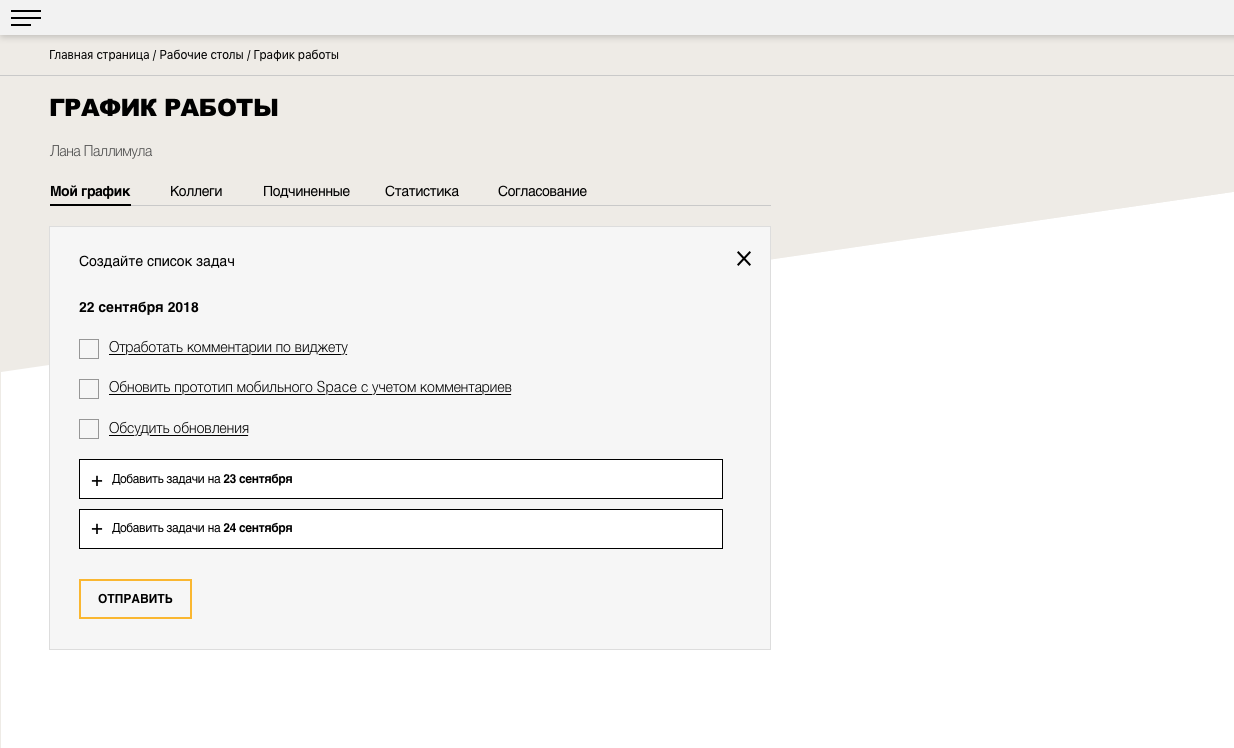 Главная страница / Рабочие столы / График работы
ГРАФИК РАБОТЫ
Лана Паллимула
Мой график Коллеги Подчиненные Статистика Согласование
Создайте список задач
22 сентября 2018
Отработать комментарии по виджету
Обновить прототип мобильного Space с учетом комментариев
Обсудить обновления
+ Добавить задачи на 23 сентября
+ Добавить задачи на 24 сентября
ОТПРАВИТЬ